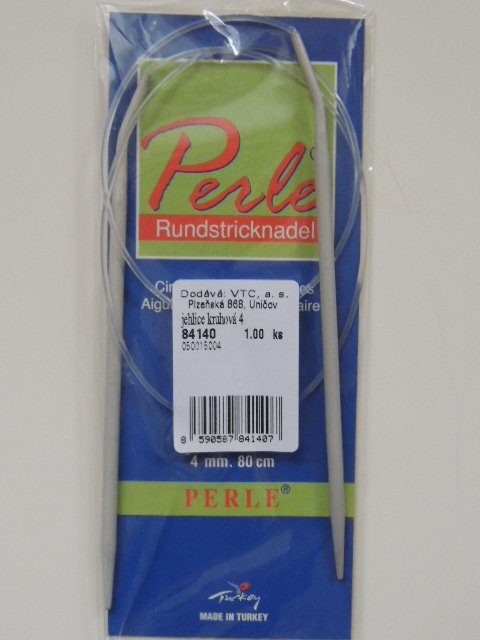 Perle®
Rundstricknadel
Dodává: VTC, a. s.
Plzeňská 868, Uničov
jehlice kruhová 4
84140 1.00 ks
050015004
8 590587 841407
4 mm. 80 cm
PERLE®
Turkey
MADE IN TURKEY